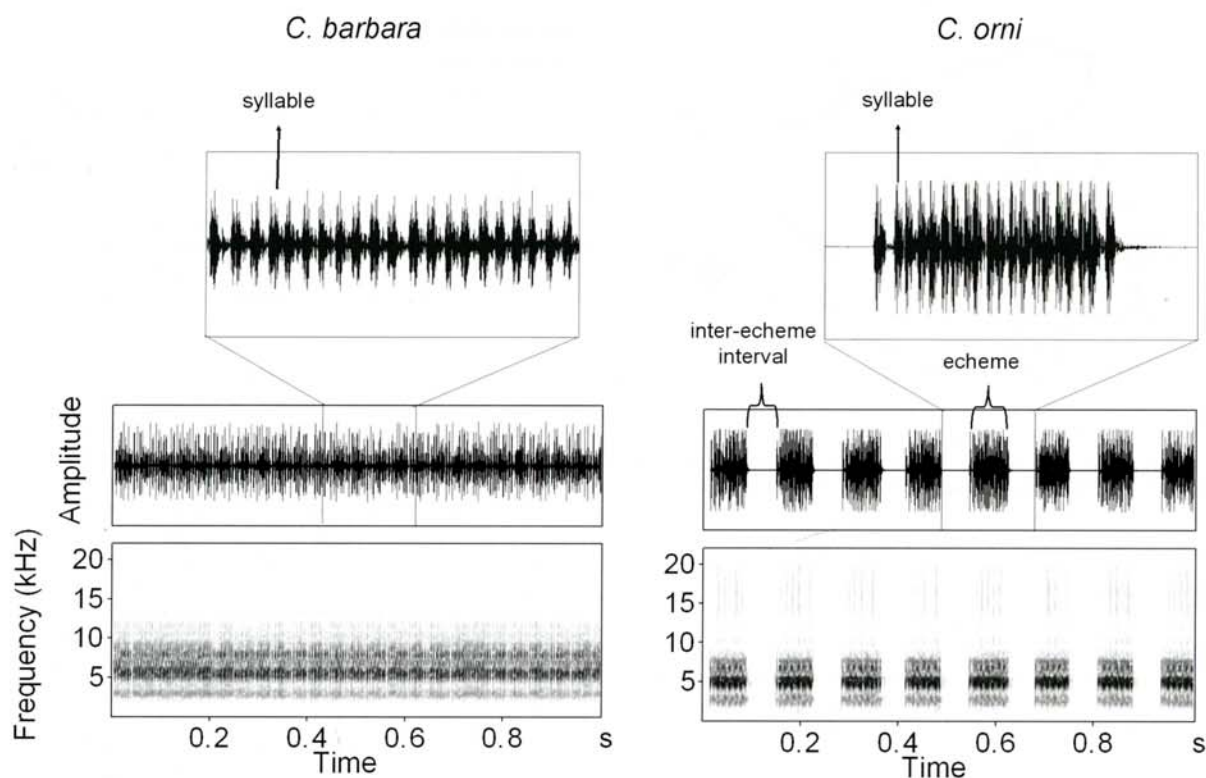 C. barbara
syllable
Amplitude
Frequency (kHz)
20
15
10
5
0.2
0.4
0.6
0.8
s
Time
C. orni
syllable
inter-echeme
interval
echeme
20
15
10
5
0.2
0.4
0.6
0.8
s
Time